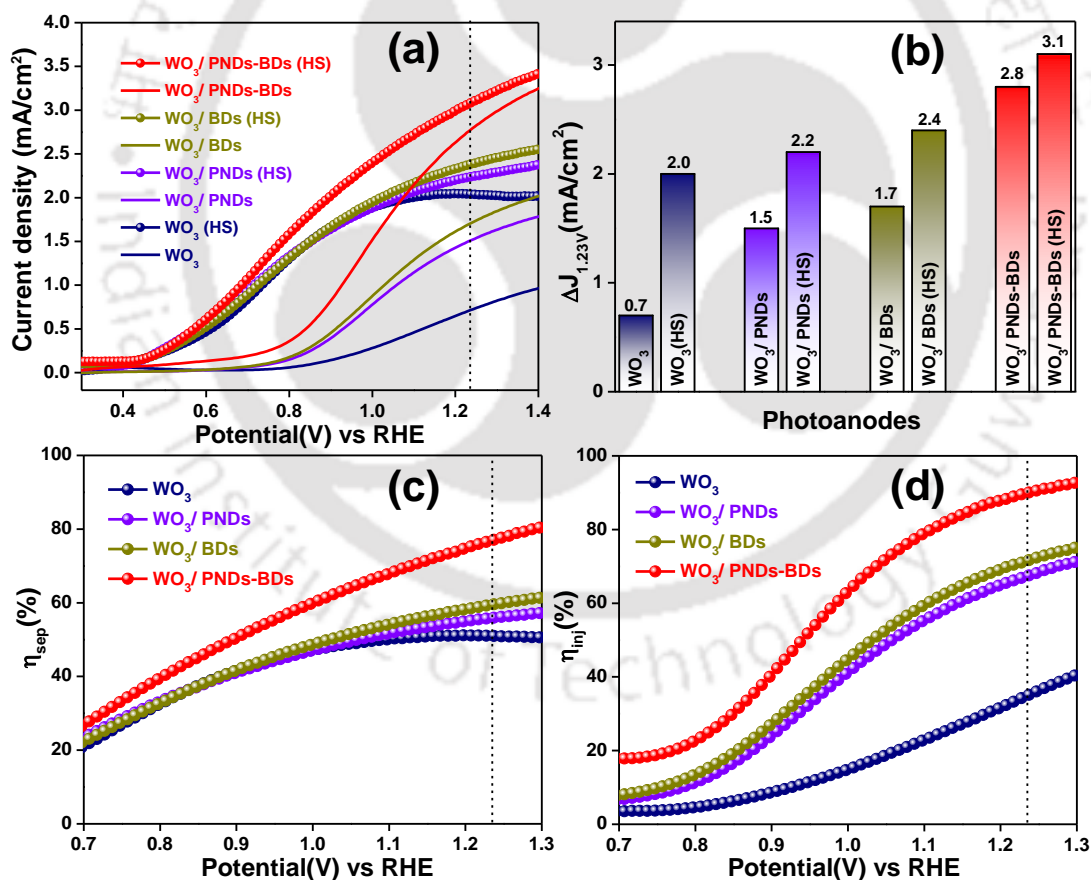 (a)
4.0
3.5
3.0
2.5
2.0
1.5
1.0
0.5
0.0
Current density (mA/cm²)
WO₃/ PNDs-BDs (HS)
WO₃/ PNDs-BDs
WO₃/ BDs (HS)
WO₃/ BDs
WO₃/ PNDs (HS)
WO₃/ PNDs
WO₃ (HS)
WO₃
0.4 0.6 0.8 1.0 1.2 1.4
Potential(V) vs RHE
(b)
3
2
1
0
ΔJ₁.₂₃V(mA/cm²)
0.7 2.0 1.5 2.2 1.7 2.4 2.8 3.1
WO₃
WO₃(HS)
WO₃/ PNDs
WO₃/ PNDs (HS)
WO₃/ BDs
WO₃/ BDs (HS)
WO₃/ PNDs-BDs
WO₃/ PNDs-BDs (HS)
Photoanodes
(c)
100
80
60
40
20
0
ηsep(%)
WO₃
WO₃/ PNDs
WO₃/ BDs
WO₃/ PNDs-BDs
0.7 0.8 0.9 1.0 1.1 1.2 1.3
Potential(V) vs RHE
(d)
100
80
60
40
20
0
ηinj(%)
WO₃
WO₃/ PNDs
WO₃/ BDs
WO₃/ PNDs-BDs
0.7 0.8 0.9 1.0 1.1 1.2 1.3
Potential(V) vs RHE
Indian Institute of Technology